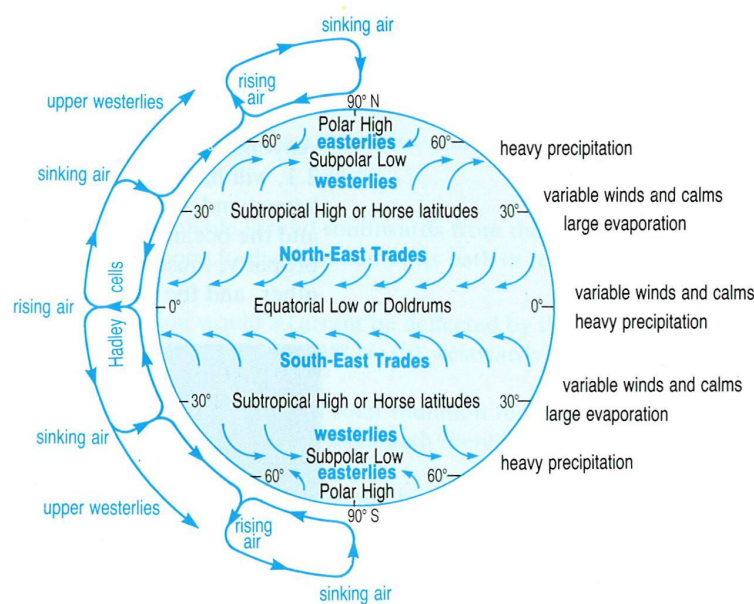 sinking air
rising
air
upper westerlies
90° N
Polar High
60°
easterlies
60°
heavy precipitation
Subpolar Low
sinking air
westerlies
variable winds and calms
30°
Subtropical High or Horse latitudes
30°
large evaporation
North-East Trades
Hadley cells
rising air
0°
Equatorial Low or Doldrums
0°
variable winds and calms
heavy precipitation
South-East Trades
variable winds and calms
30°
Subtropical High or Horse latitudes
30°
large evaporation
sinking air
westerlies
Subpolar Low
heavy precipitation
60°
easterlies
60°
Polar High
upper westerlies
90° S
rising
air
sinking air